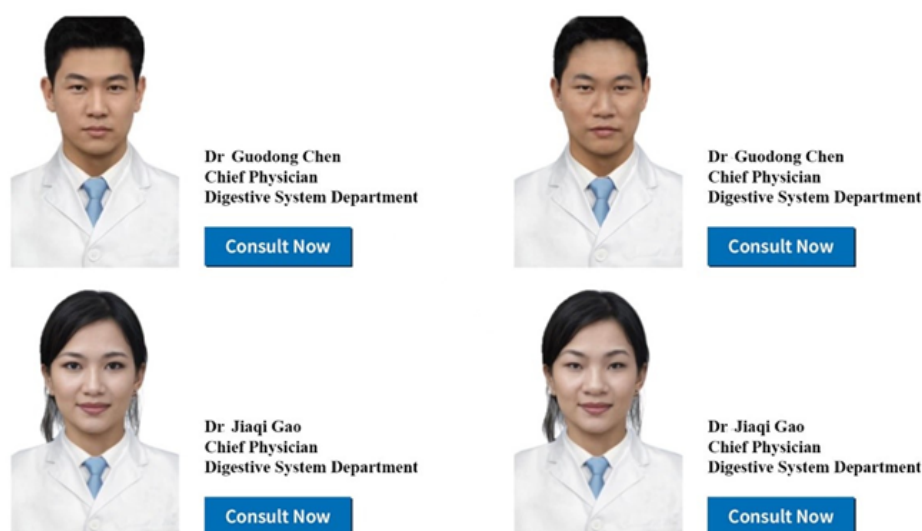 Dr Guodong Chen
Chief Physician
Digestive System Department
Consult Now
Dr Guodong Chen
Chief Physician
Digestive System Department
Consult Now
Dr Jiaqi Gao
Chief Physician
Digestive System Department
Consult Now
Dr Jiaqi Gao
Chief Physician
Digestive System Department
Consult Now